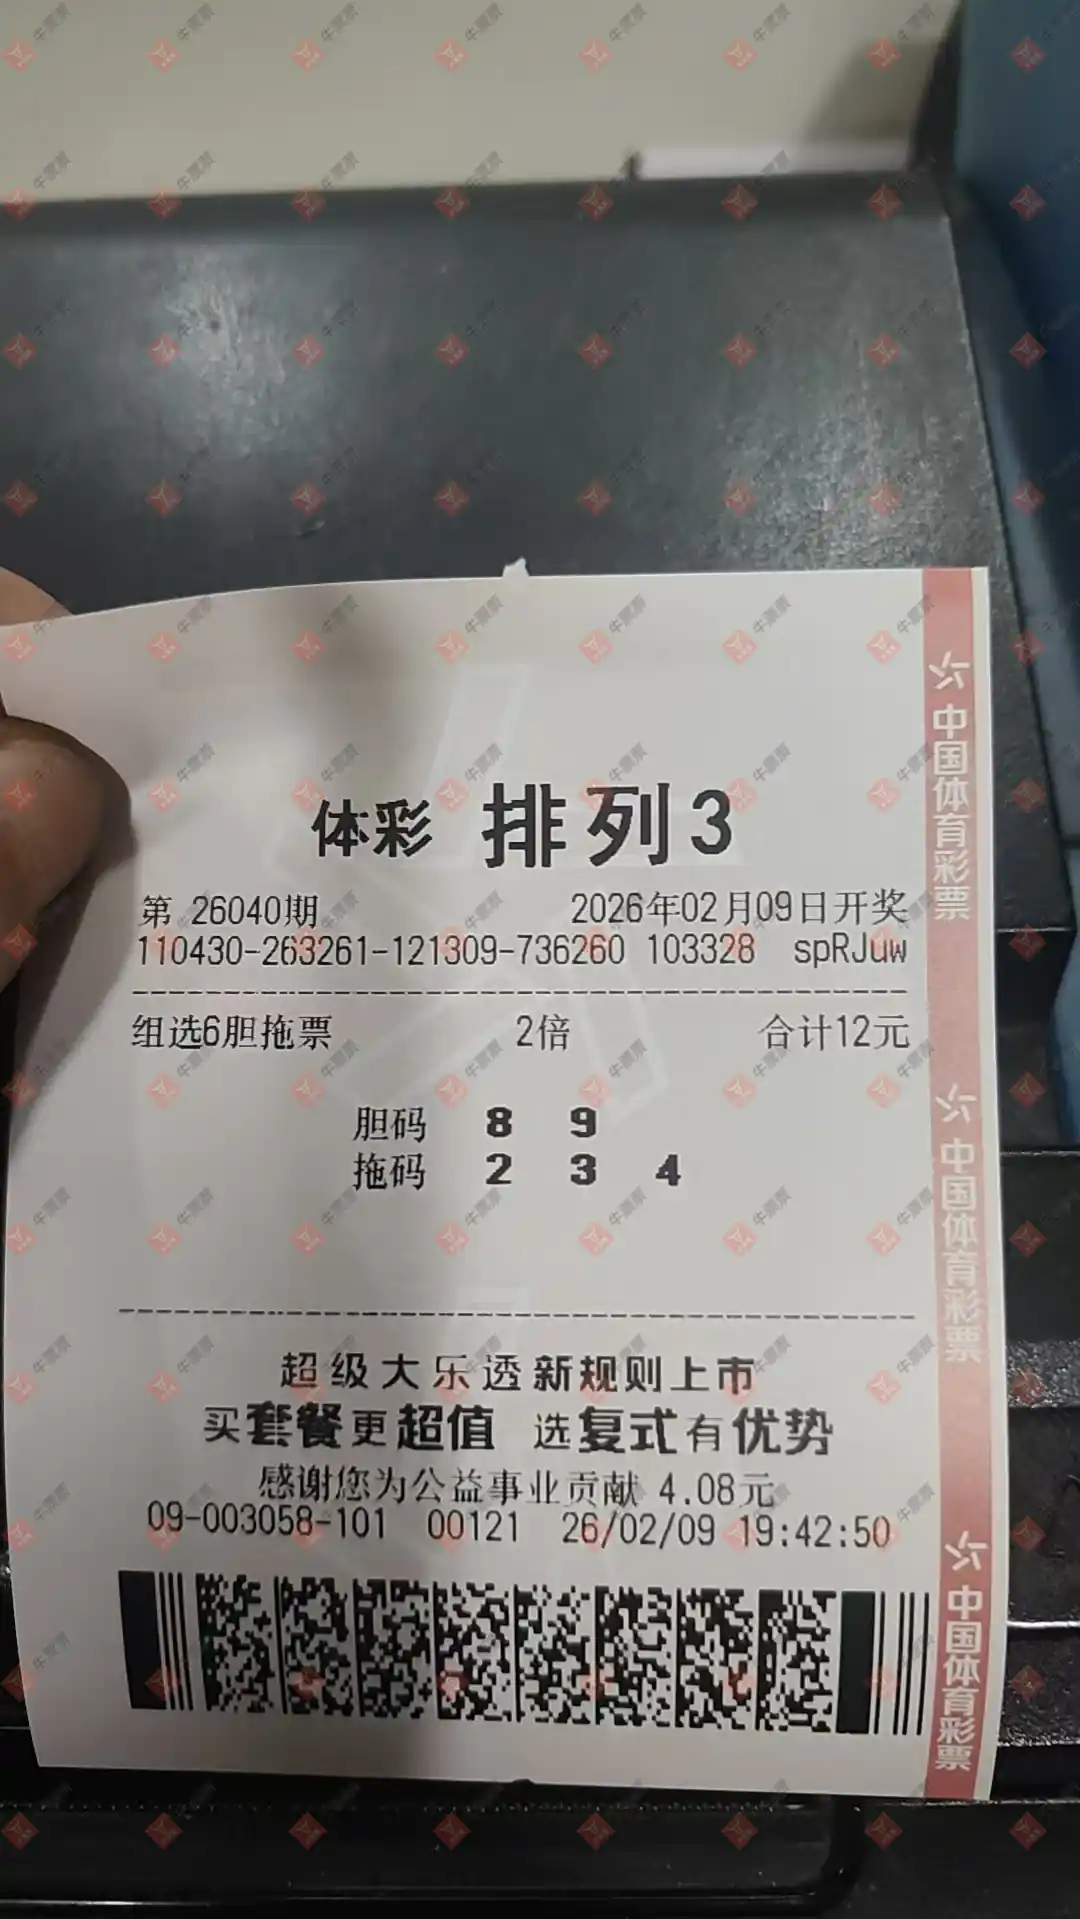 体彩 排列3
第 26040期 2026年02月09日开奖
110430-263261-121309-736260 103328 spRJuw
组选6胆拖票 2倍 合计12元
胆码 8 9
拖码 2 3 4
超级大乐透新规则上市
买套餐更超值 选复式有优势
感谢您为公益事业贡献 4.08元
09-003058-101 00121 26/02/09 19:42:50
中国体育彩票
中国体育彩票
中国体育彩票